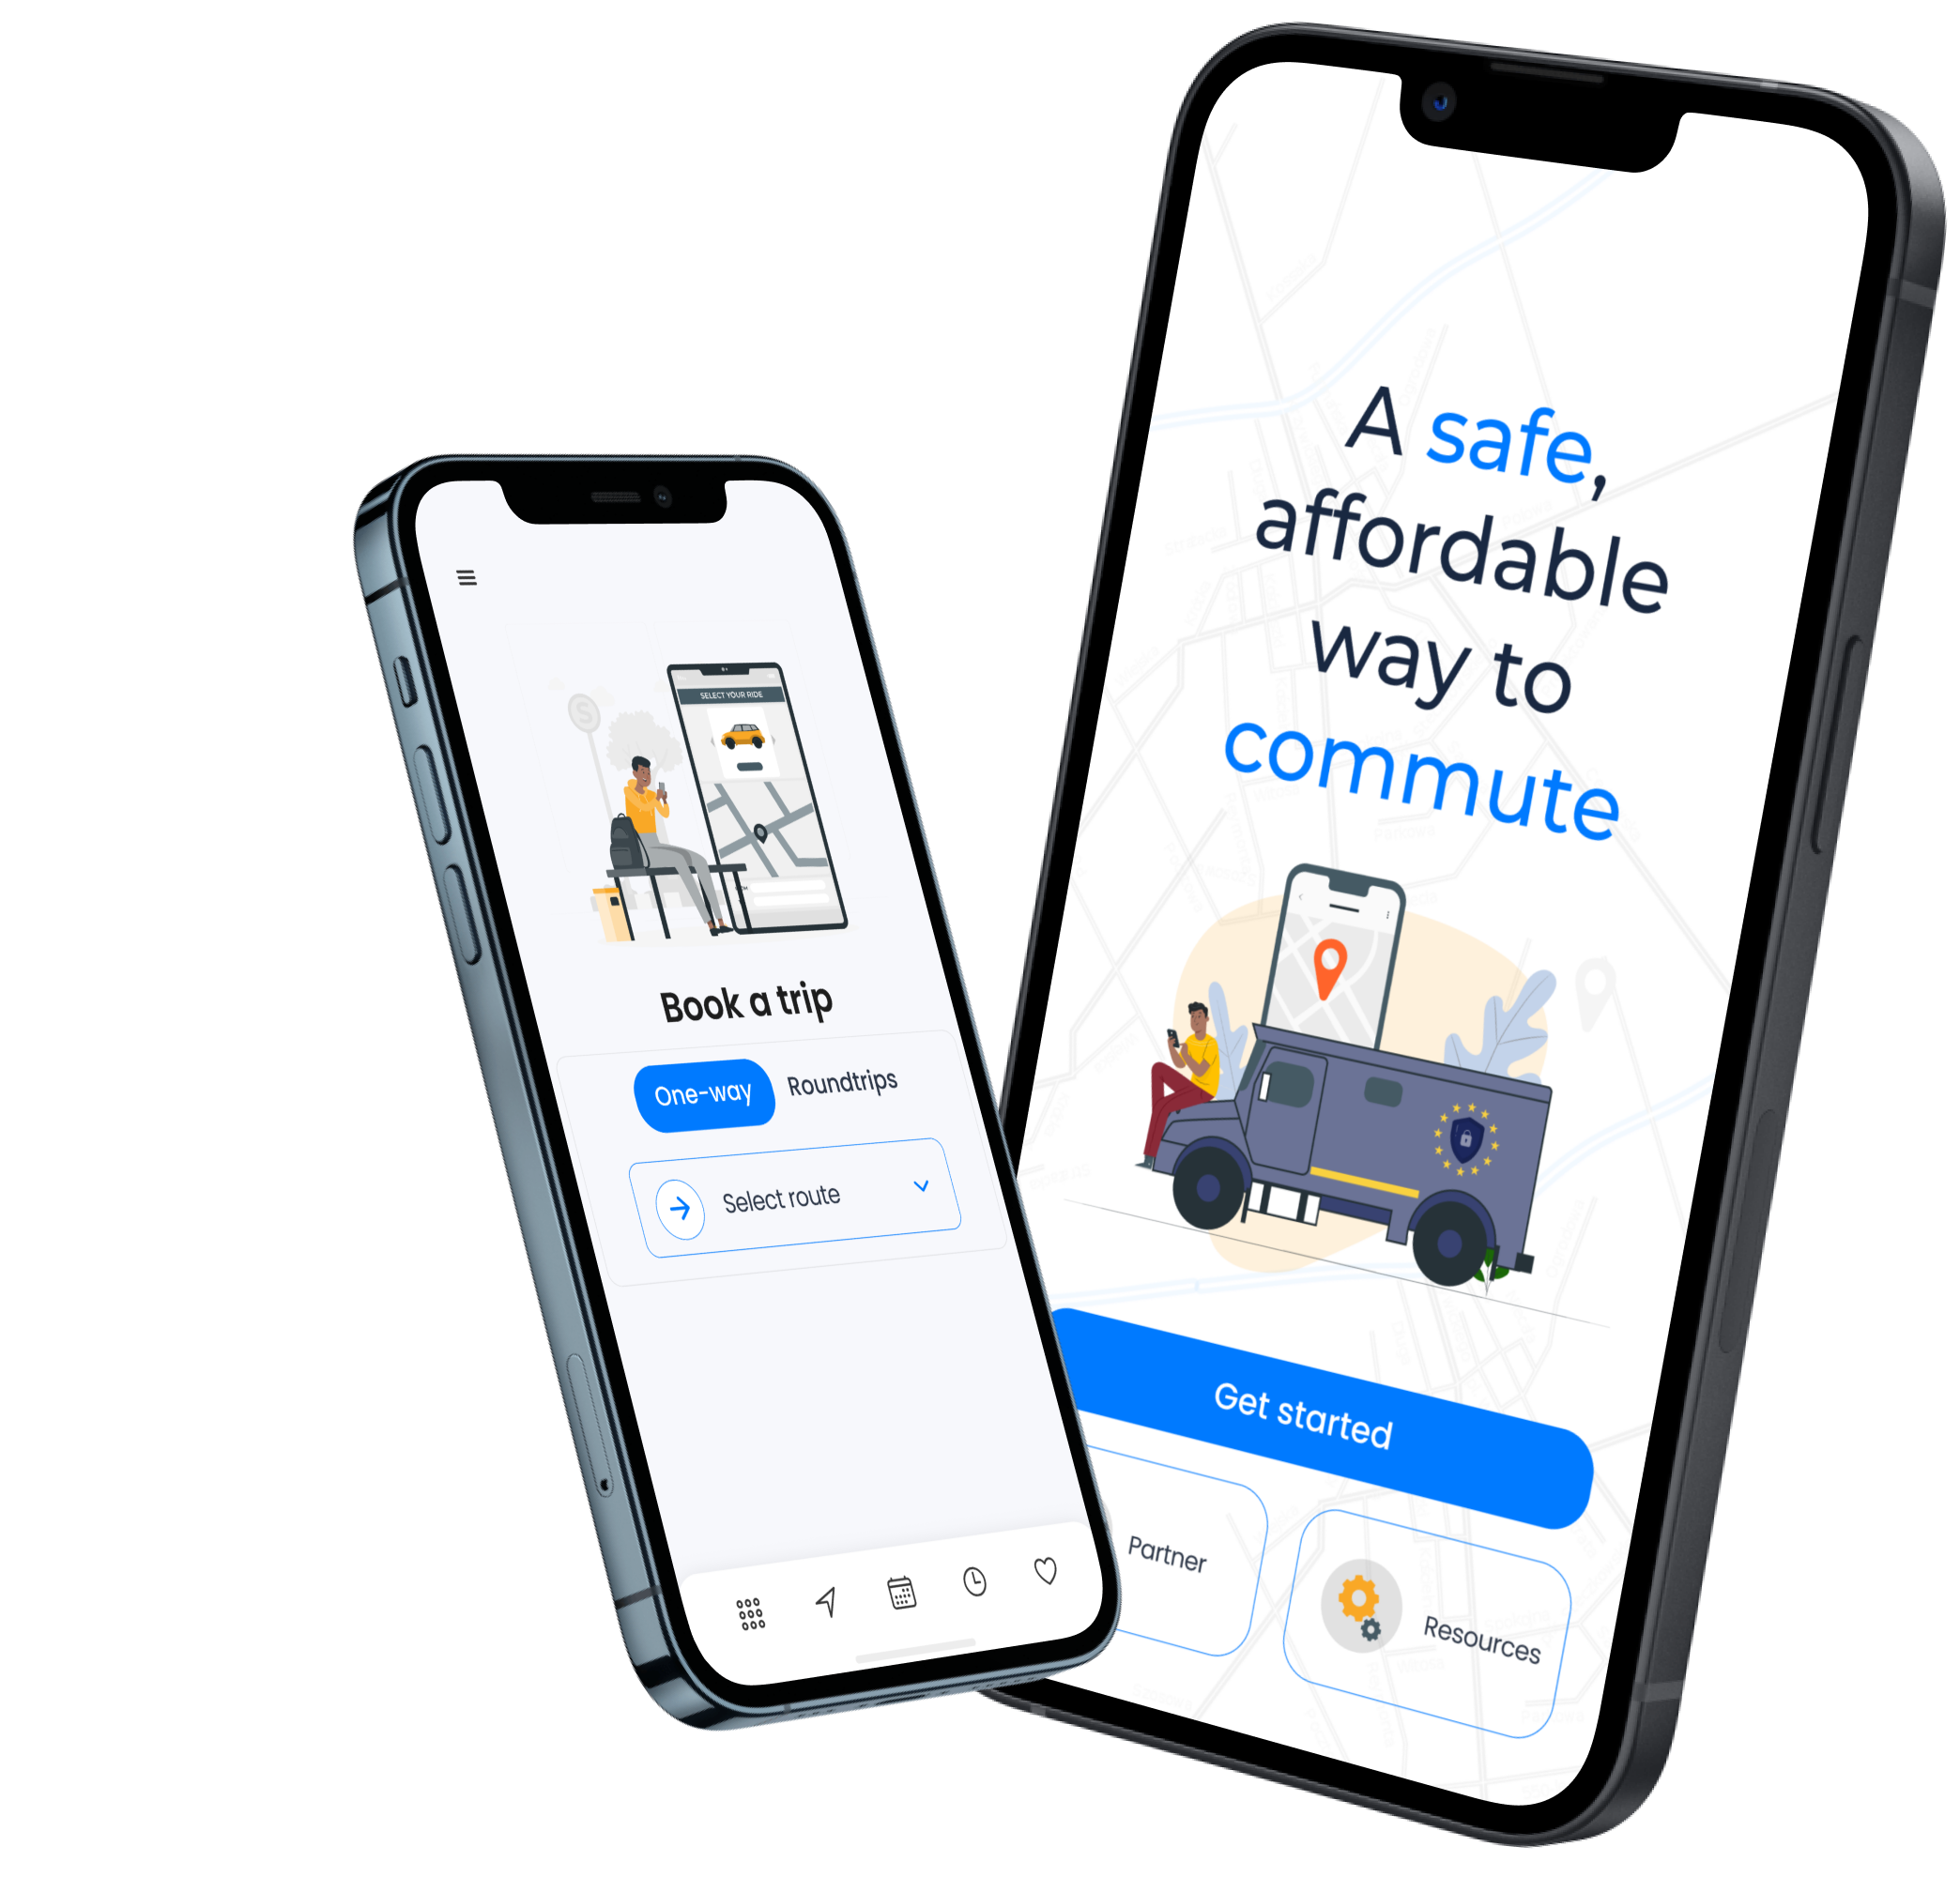 SELECT YOUR RIDE
S
Book a trip
One-way
Roundtrips
Select route
A safe,
affordable
way to
commute
Get started
Partner
Resources